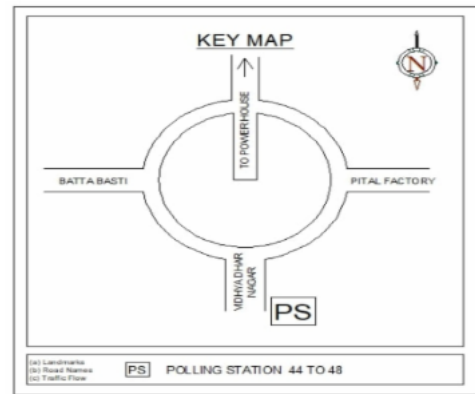 KEY MAP
N
TO POWER HOUSE
BATTA BASTI
PITAL FACTORY
VIDHYADHAR
NAGAR
PS
(a) Landmarks
(b) Road Names
(c) Traffic Flow
PS POLLING STATION 44 TO 48